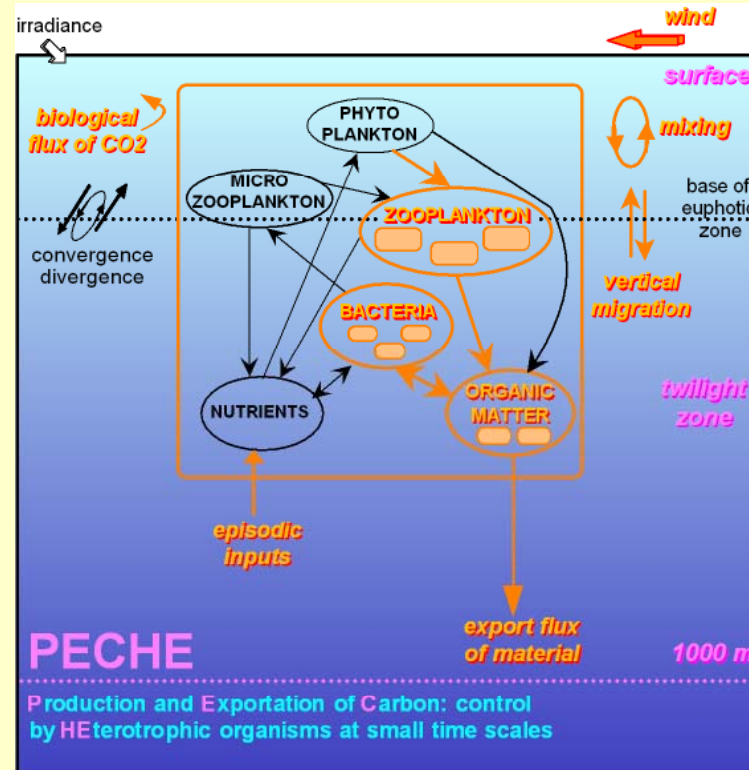 irradiance
wind
surface
biological
flux of CO2
PHYTO
PLANKTON
mixing
MICRO
ZOOPLANKTON
ZOOPLANKTON
base of
euphotic
zone
convergence
divergence
vertical
migration
BACTERIA
NUTRIENTS
ORGANIC
MATTER
twilight
zone
episodic
inputs
export flux
of material
PECHE
1000 m
Production and Exportation of Carbon: control
by HEterotrophic organisms at small time scales